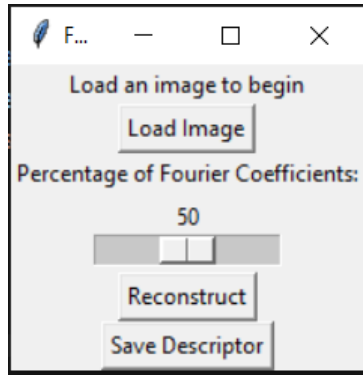 F...
Load an image to begin
Load Image
Percentage of Fourier Coefficients:
50
Reconstruct
Save Descriptor